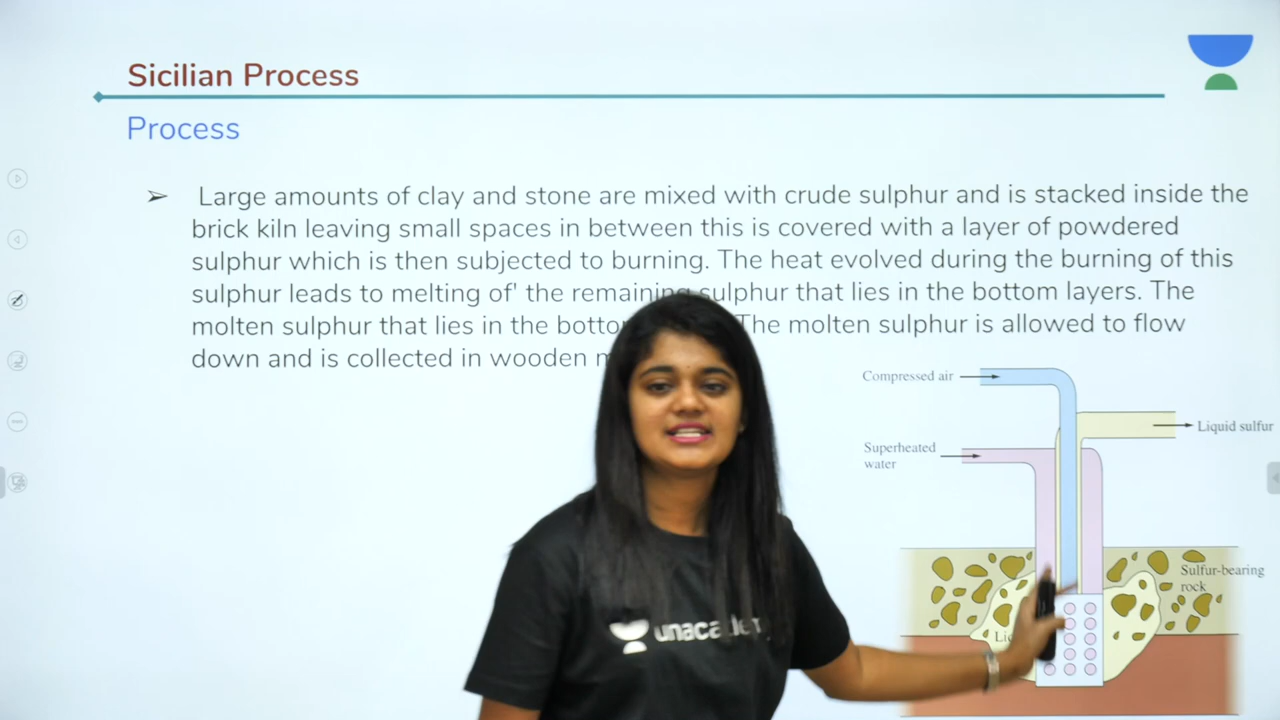 Sicilian Process
Process
➢ Large amounts of clay and stone are mixed with crude sulphur and is stacked inside the
brick kiln leaving small spaces in between this is covered with a layer of powdered
sulphur which is then subjected to burning. The heat evolved during the burning of this
sulphur leads to melting of' the remaining sulphur that lies in the bottom layers. The
molten sulphur that lies in the The molten sulphur is allowed to flow
down and is collected in wooden
Compressed air
Liquid sulfur
Superheated
water
Sulfur-bearing
rock
unacademy